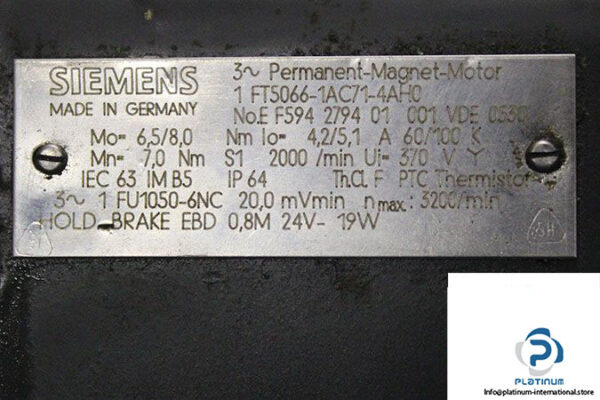 SIEMENS
MADE IN GERMANY
3~ Permanent-Magnet-Motor
1 FT5066-1AC71-4AH0
No.E F594 2794 01 001 VDE 0530
Mo= 6,5/8,0 Nm Io= 4,2/5,1 A 60/100 K
Mn= 7,0 Nm S1 2000 /min Ui= 370 V Y
IEC 63 IM B5 IP 64 Th.Cl. F PTC Thermistor
3~ 1 FU1050-6NC 20,0 mVmin n max.: 3200/min
HOLD_BRAKE EBD 0,8M 24V- 19W
PLATINUM
info@platinum-international.store